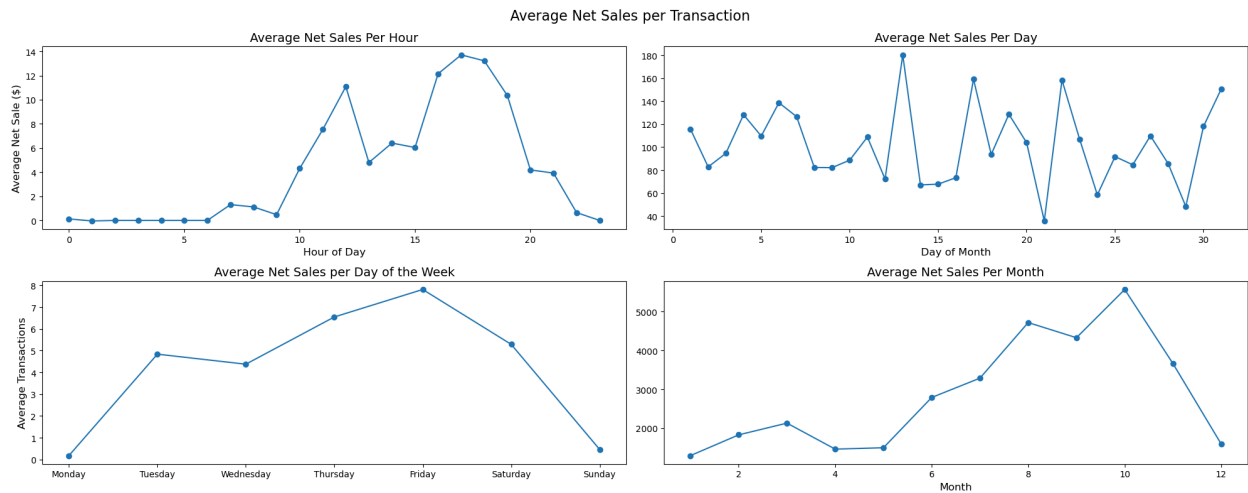 Average Net Sales per Transaction
Average Net Sales Per Hour
Average Net Sale ($)
14
12
10
8
6
4
2
0
0 5 10 15 20
Hour of Day
Average Net Sales Per Day
180
160
140
120
100
80
60
40
0 5 10 15 20 25 30
Day of Month
Average Net Sales per Day of the Week
Average Transactions
8
7
6
5
4
3
2
1
0
Monday Tuesday Wednesday Thursday Friday Saturday Sunday
Average Net Sales Per Month
5000
4000
3000
2000
2 4 6 8 10 12
Month